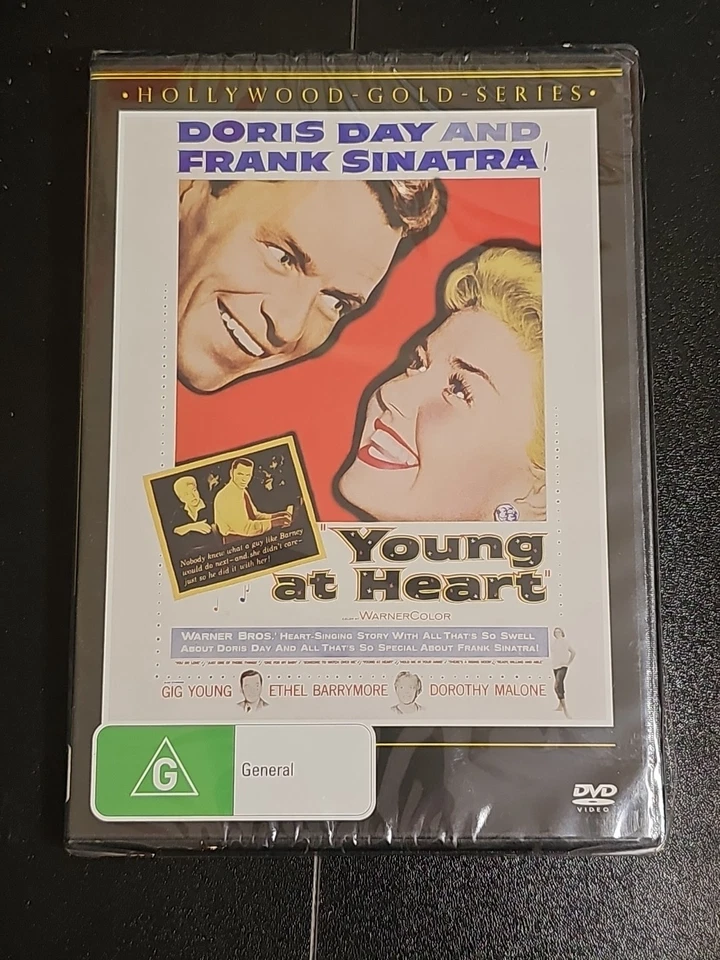 • HOLLYWOOD - GOLD - SERIES •
DORIS DAY AND
FRANK SINATRA!
Nobody knew what a guy like Barney
would do next—and she didn't care—
just so he did it with her!
"Young
at Heart"
WARNERCOLOR
WARNER BROS.' HEART-SINGING STORY WITH ALL THAT'S SO SWELL
ABOUT DORIS DAY AND ALL THAT'S SO SPECIAL ABOUT FRANK SINATRA!
GIG YOUNG ETHEL BARRYMORE DOROTHY MALONE
G
General
DVD
VIDEO